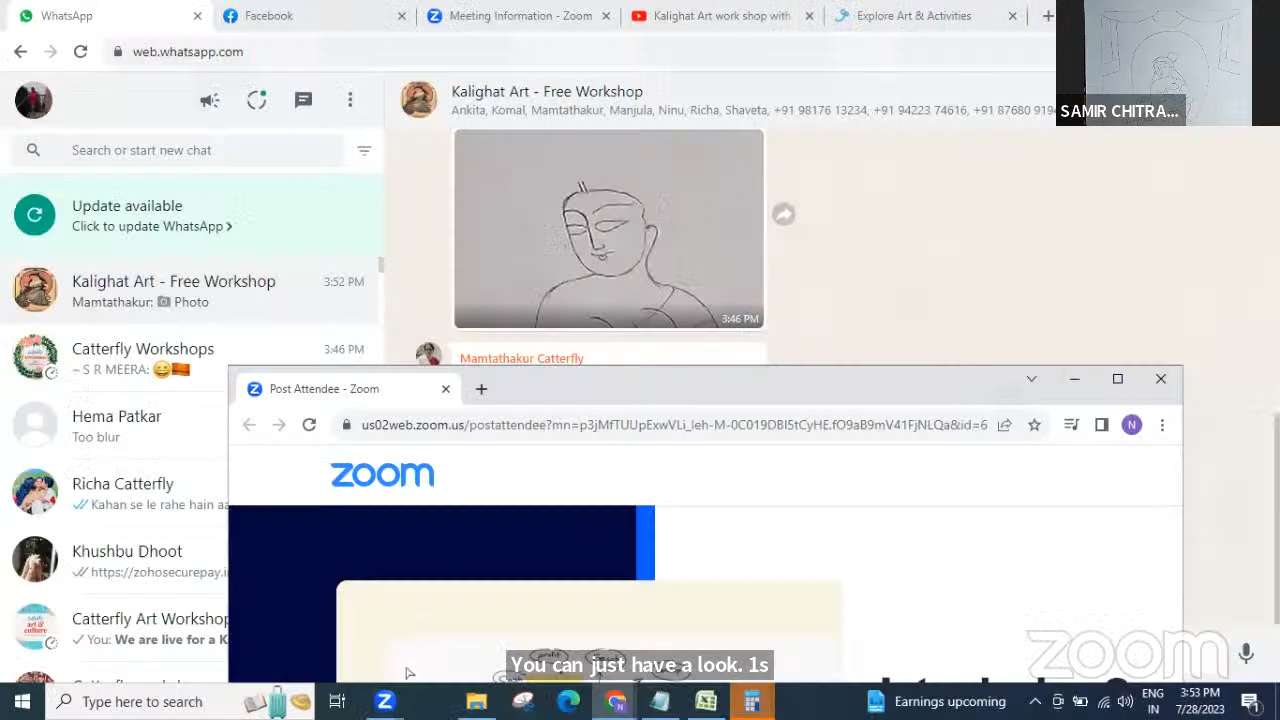 WhatsApp
Facebook
Meeting Information - Zoom
Kalighat Art work shop with
Explore Art & Activities
web.whatsapp.com
SAMIR CHITRA...
Kalighat Art - Free Workshop
Ankita, Komal, Mamtathakur, Manjula, Ninu, Richa, Shaveta, +91 98176 13234, +91 94223 74616, +91 87680 9194
Search or start new chat
Update available
Click to update WhatsApp
Kalighat Art - Free Workshop
3:52 PM
Mamtathakur: Photo
3:46 PM
Catterfly Workshops
3:46 PM
~ S R MEERA:
Mamtathakur Catterfly
Hema Patkar
Too blur
Richa Catterfly
Kahan se le rahe hain aa
Khushbu Dhoot
https://zohosecurepay.i
Catterfly Art Workshop
You: We are live for a K
Post Attendee - Zoom
us02web.zoom.us/postattendee?mn=p3jMfTUUpExwVLi_leh-M-0C019DBI5tCyHE.fO9aB9mV41FjNLQa&id=6
N
zoom
You can just have a look. 1s
zoom
Type here to search
Earnings upcoming
ENG
IN
3:53 PM
7/28/2023
1